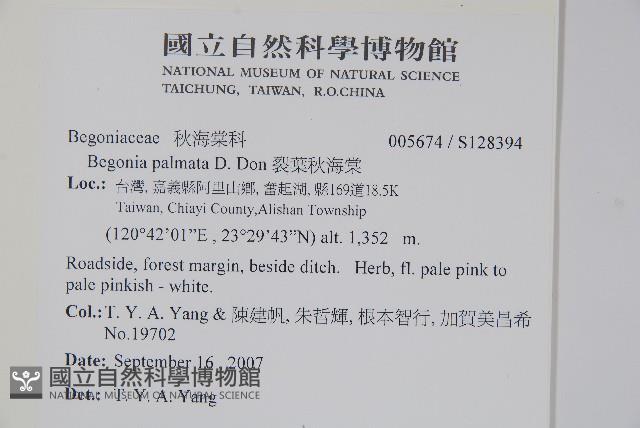 國立自然科學博物館
NATIONAL MUSEUM OF NATURAL SCIENCE
TAICHUNG, TAIWAN, R.O.CHINA
Begoniaceae 秋海棠科 005674 / S128394
Begonia palmata D. Don 裂葉秋海棠
Loc.: 台灣, 嘉義縣阿里山鄉, 奮起湖, 縣169道18.5K
Taiwan, Chiayi County,Alishan Township
(120°42’01”E , 23°29’43”N) alt. 1,352 m.
Roadside, forest margin, beside ditch. Herb, fl. pale pink to
pale pinkish - white.
Col.: T. Y. A. Yang & 陳建帆, 朱哲輝, 根本智行, 加賀美昌希
No.19702
Date: September 16 , 2007
國立自然科學博物館
NATIONAL MUSEUM OF NATURAL SCIENCE
Det.: T. Y. A. Yang